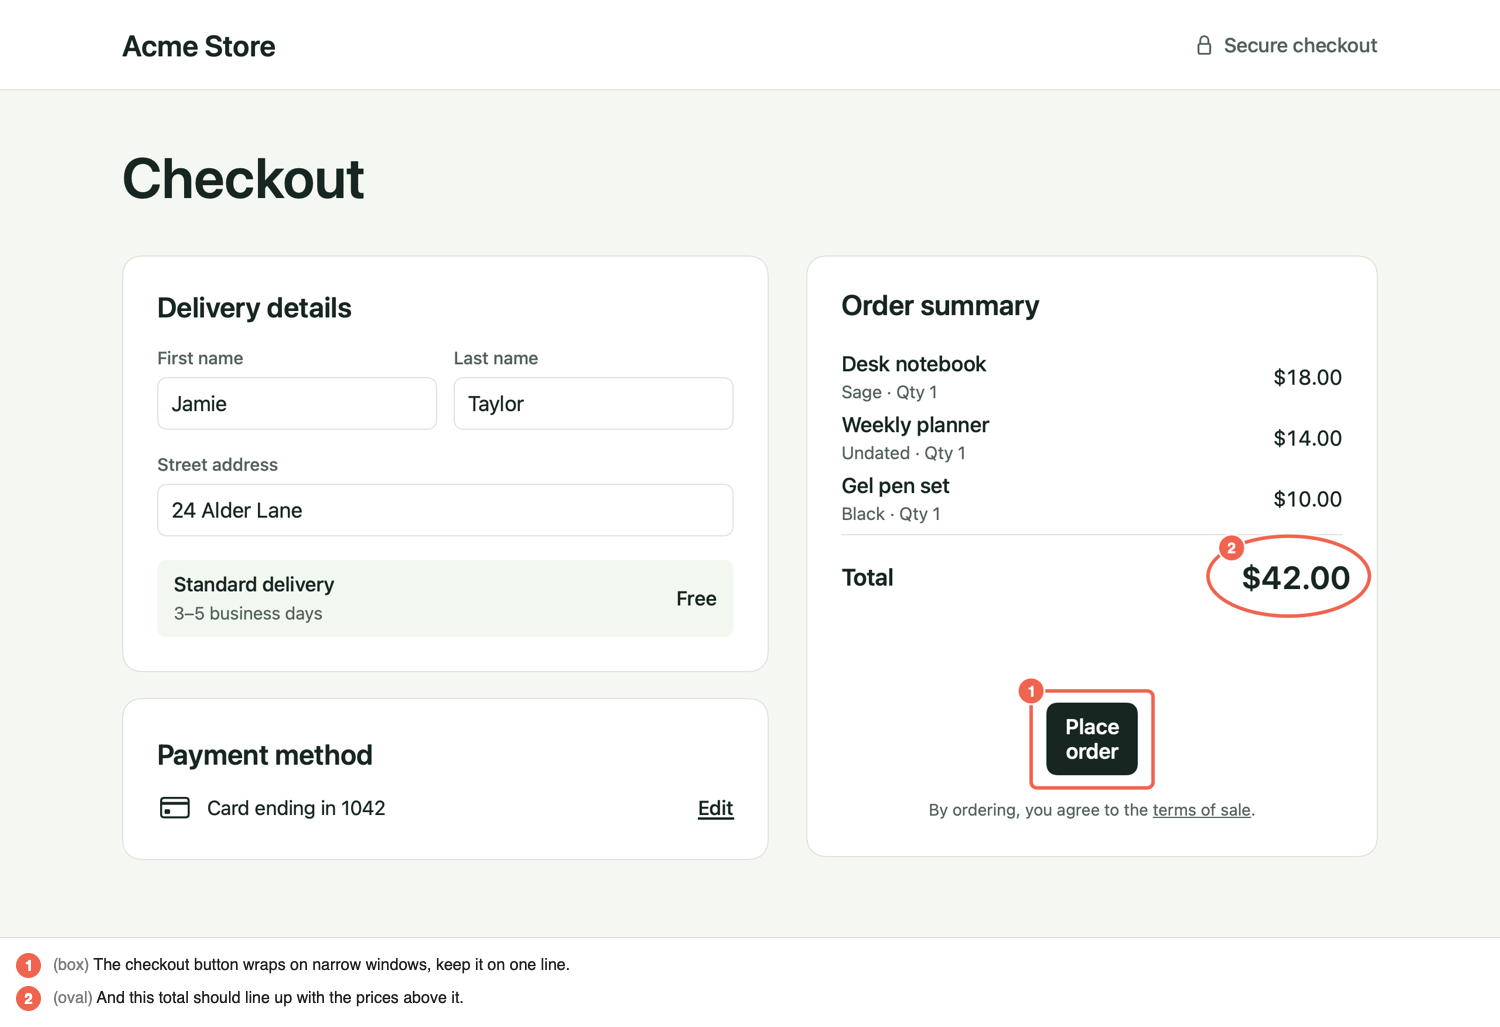 Acme Store
Secure checkout
Checkout
Delivery details
First name
Last name
Jamie
Taylor
Street address
24 Alder Lane
Standard delivery
3–5 business days
Free
Payment method
Card ending in 1042
Edit
Order summary
Desk notebook
Sage · Qty 1
$18.00
Weekly planner
Undated · Qty 1
$14.00
Gel pen set
Black · Qty 1
$10.00
2
Total
$42.00
1
Place
order
By ordering, you agree to the terms of sale.
1 (box) The checkout button wraps on narrow windows, keep it on one line.
2 (oval) And this total should line up with the prices above it.